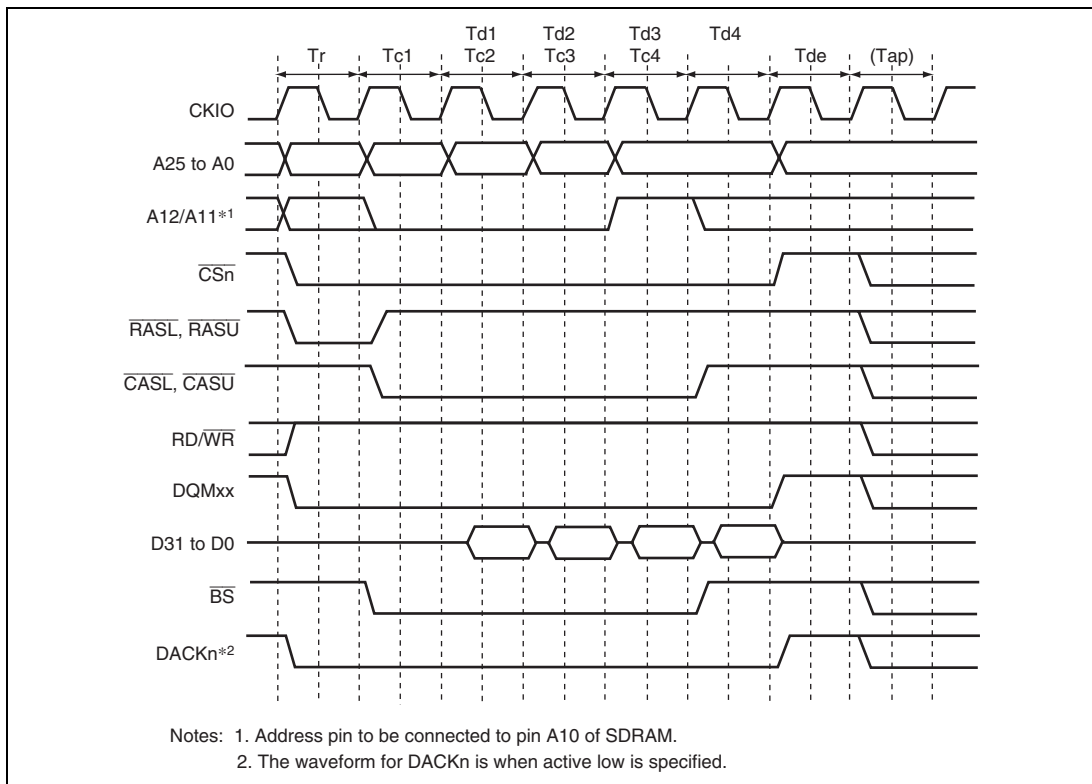 Td1 Td2 Td3 Td4
Tr Tc1 Tc2 Tc3 Tc4 Tde (Tap)
CKIO
A25 to A0
A12/A11*1
CSn
RASL, RASU
CASL, CASU
RD/WR
DQMxx
D31 to D0
BS
DACKn*2
Notes: 1. Address pin to be connected to pin A10 of SDRAM.
2. The waveform for DACKn is when active low is specified.